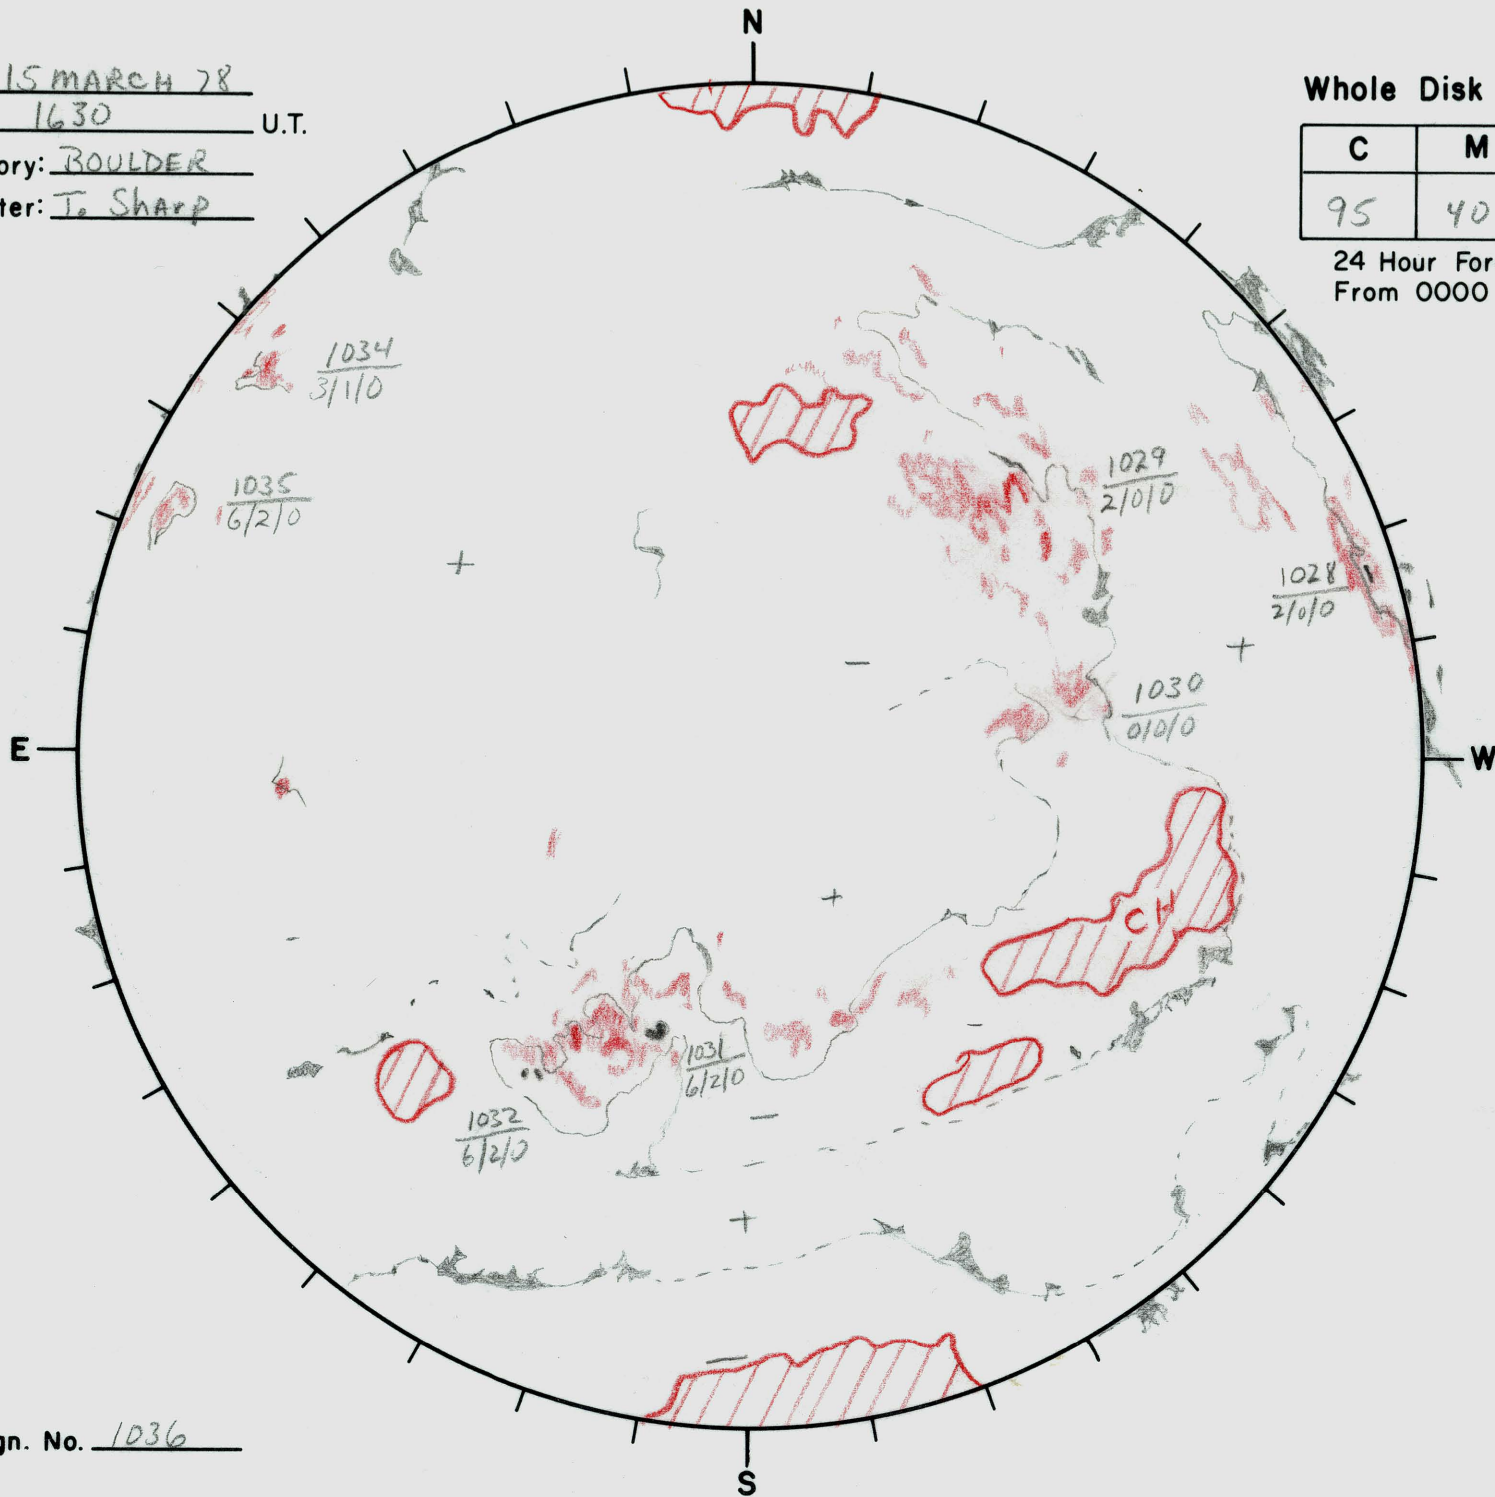 N
15 MARCH 78
1630 U.T.
ory: BOULDER
ter: T. Sharp
Whole Disk
C M
95 40
24 Hour For
From 0000
1034
3/1/0
1035
6/2/0
1029
2/0/0
+
1028
2/0/0
−
+
1030
0/0/0
E
W
+
CH
1031
6/2/0
1032
6/2/0
−
+
−
gn. No. 1036
S